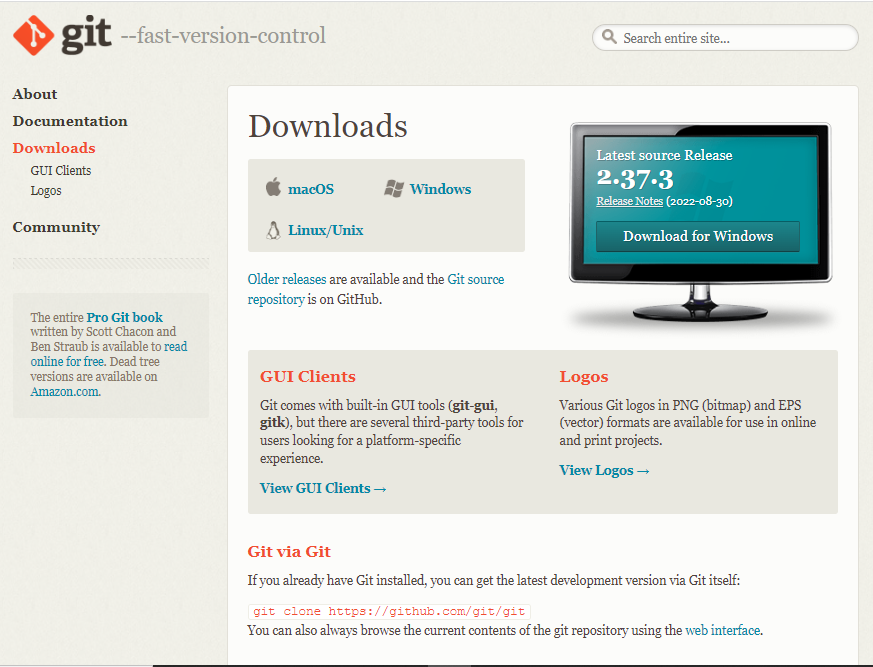 git --fast-version-control
Search entire site...
About
Documentation
Downloads
GUI Clients
Logos
Community
The entire Pro Git book
written by Scott Chacon and
Ben Straub is available to read
online for free. Dead tree
versions are available on
Amazon.com.
Downloads
macOS
Windows
Linux/Unix
Older releases are available and the Git source
repository is on GitHub.
Latest source Release
2.37.3
Release Notes (2022-08-30)
Download for Windows
GUI Clients
Git comes with built-in GUI tools (git-gui,
gitk), but there are several third-party tools for
users looking for a platform-specific
experience.
View GUI Clients →
Logos
Various Git logos in PNG (bitmap) and EPS
(vector) formats are available for use in online
and print projects.
View Logos →
Git via Git
If you already have Git installed, you can get the latest development version via Git itself:
git clone https://github.com/git/git
You can also always browse the current contents of the git repository using the web interface.